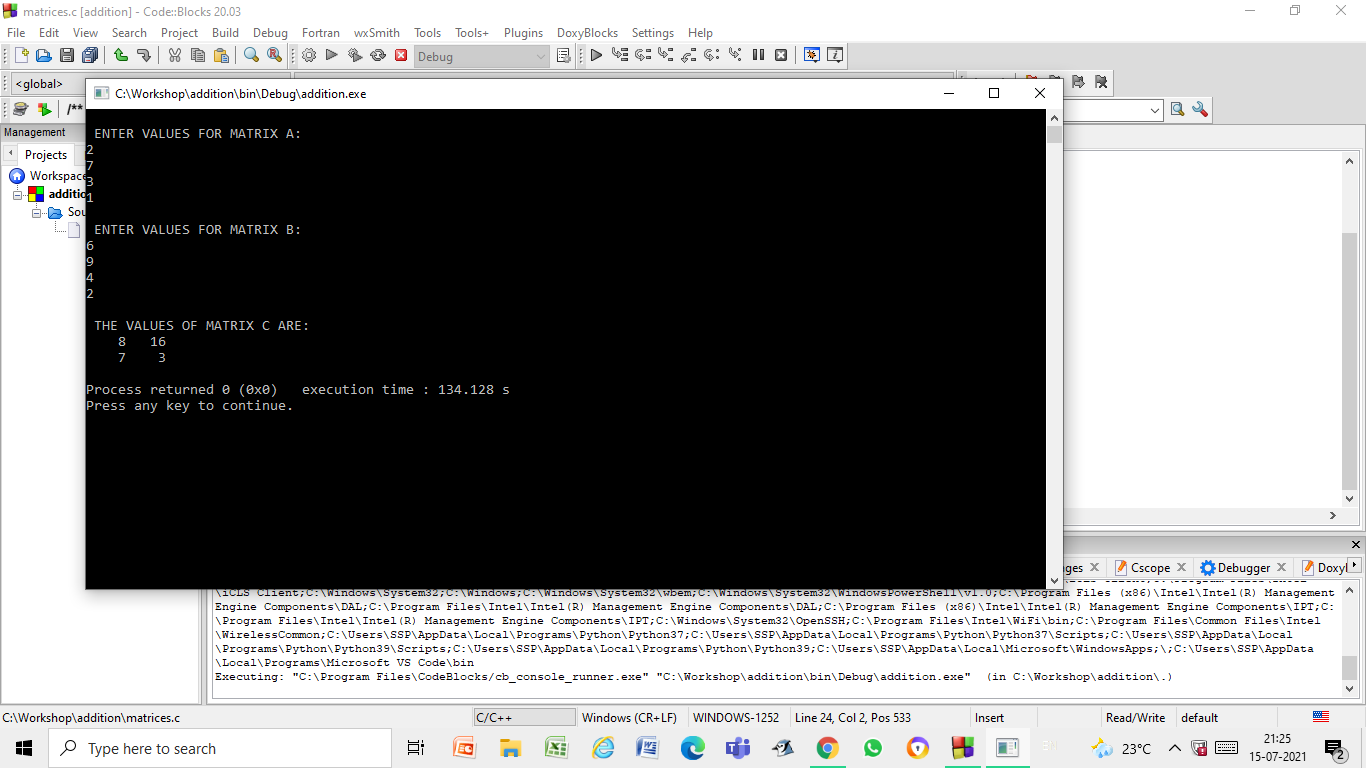 matrices.c [addition] - Code::Blocks 20.03
File Edit View Search Project Build Debug Fortran wxSmith Tools Tools+ Plugins DoxyBlocks Settings Help
Debug
<global>
C:\Workshop\addition\bin\Debug\addition.exe
/**
Management
Projects
Workspace
additio
Sou
ENTER VALUES FOR MATRIX A:
2
7
3
1
ENTER VALUES FOR MATRIX B:
6
9
4
2
THE VALUES OF MATRIX C ARE:
8 16
7 3
Process returned 0 (0x0) execution time : 134.128 s
Press any key to continue.
ges Cscope Debugger Doxyl
\iCLS Client;C:\Windows\System32;C:\Windows;C:\Windows\System32\wbem;C:\Windows\System32\WindowsPowerShell\v1.0;C:\Program Files (x86)\Intel\Intel(R) Management
Engine Components\DAL;C:\Program Files\Intel\Intel(R) Management Engine Components\DAL;C:\Program Files (x86)\Intel\Intel(R) Management Engine Components\IPT;C:
\Program Files\Intel\Intel(R) Management Engine Components\IPT;C:\Windows\System32\OpenSSH;C:\Program Files\Intel\WiFi\bin;C:\Program Files\Common Files\Intel
\WirelessCommon;C:\Users\SSP\AppData\Local\Programs\Python\Python37;C:\Users\SSP\AppData\Local\Programs\Python\Python37\Scripts;C:\Users\SSP\AppData\Local
\Programs\Python\Python39\Scripts;C:\Users\SSP\AppData\Local\Programs\Python\Python39;C:\Users\SSP\AppData\Local\Microsoft\WindowsApps;\;C:\Users\SSP\AppData
\Local\Programs\Microsoft VS Code\bin
Executing: "C:\Program Files\CodeBlocks/cb_console_runner.exe" "C:\Workshop\addition\bin\Debug\addition.exe" (in C:\Workshop\addition\.)
C:\Workshop\addition\matrices.c C/C++ Windows (CR+LF) WINDOWS-1252 Line 24, Col 2, Pos 533 Insert Read/Write default
Type here to search 23°C 21:25
15-07-2021 2